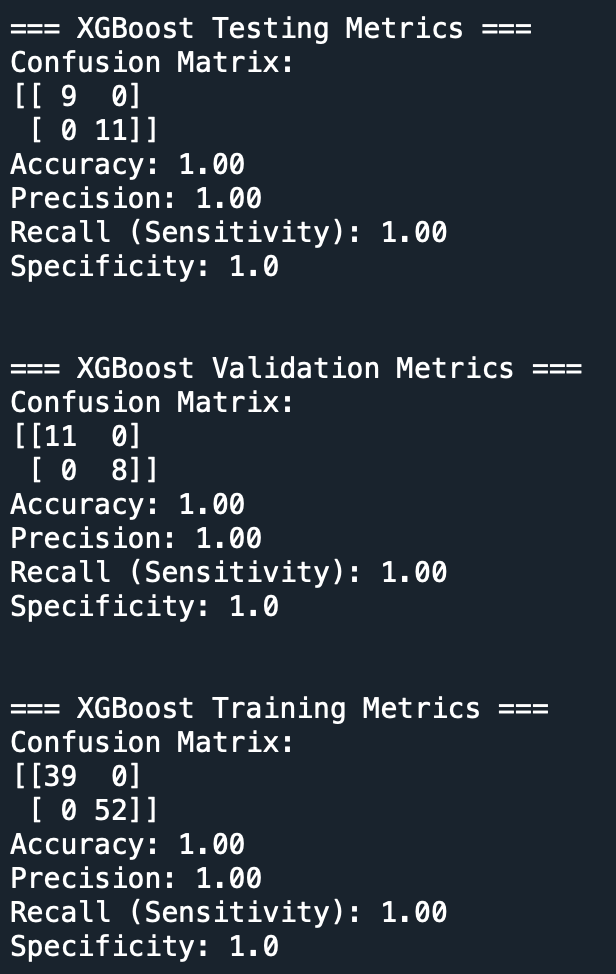 === XGBoost Testing Metrics ===
Confusion Matrix:
[[ 9  0]
 [ 0 11]]
Accuracy: 1.00
Precision: 1.00
Recall (Sensitivity): 1.00
Specificity: 1.0
=== XGBoost Validation Metrics ===
Confusion Matrix:
[[11  0]
 [ 0  8]]
Accuracy: 1.00
Precision: 1.00
Recall (Sensitivity): 1.00
Specificity: 1.0
=== XGBoost Training Metrics ===
Confusion Matrix:
[[39  0]
 [ 0 52]]
Accuracy: 1.00
Precision: 1.00
Recall (Sensitivity): 1.00
Specificity: 1.0